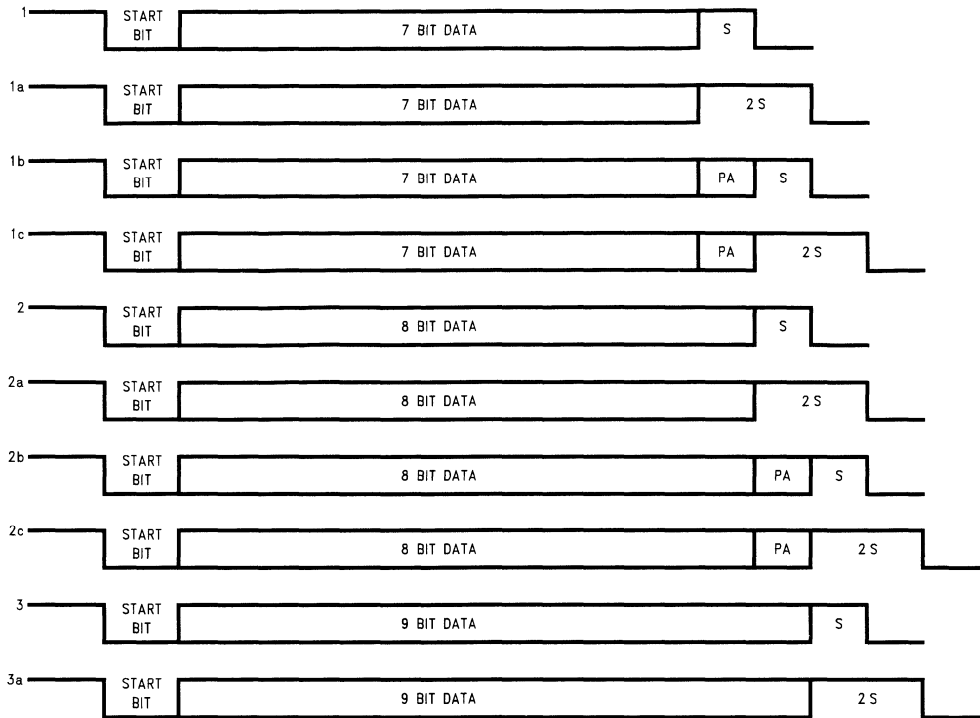 1 START BIT 7 BIT DATA S
1a START BIT 7 BIT DATA 2 S
1b START BIT 7 BIT DATA PA S
1c START BIT 7 BIT DATA PA 2 S
2 START BIT 8 BIT DATA S
2a START BIT 8 BIT DATA 2 S
2b START BIT 8 BIT DATA PA S
2c START BIT 8 BIT DATA PA 2 S
3 START BIT 9 BIT DATA S
3a START BIT 9 BIT DATA 2 S